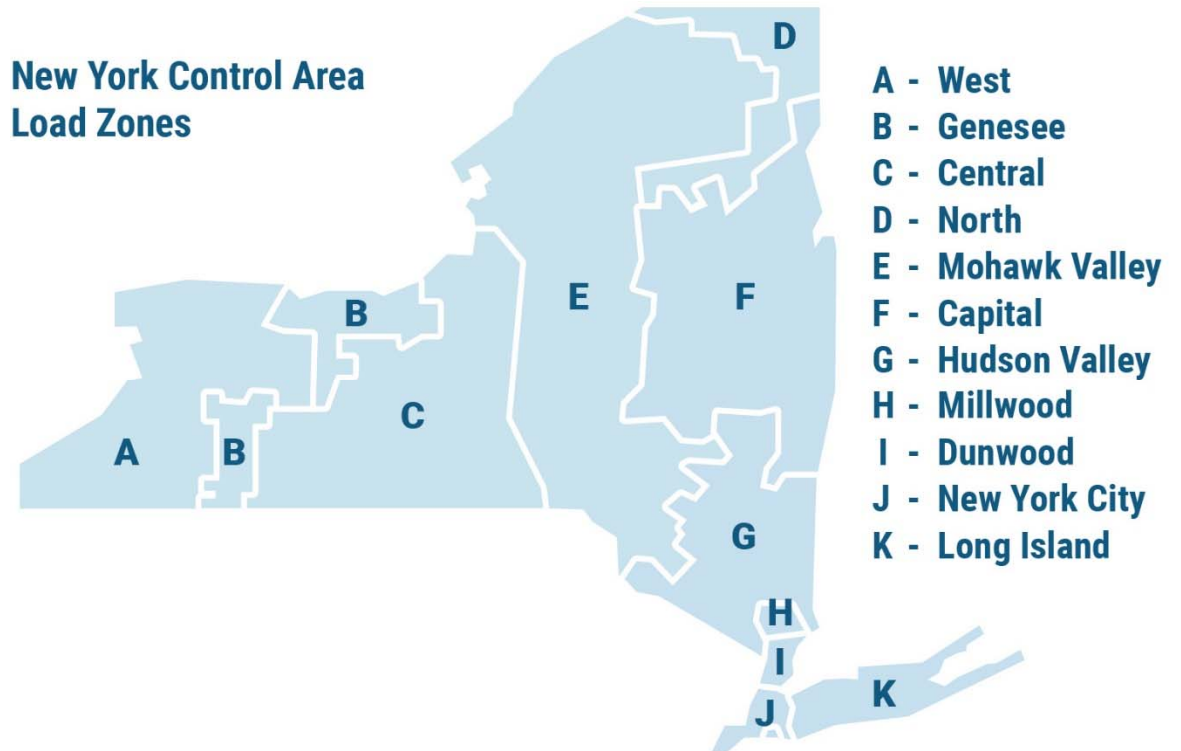 New York Control Area
Load Zones
A - West
B - Genesee
C - Central
D - North
E - Mohawk Valley
F - Capital
G - Hudson Valley
H - Millwood
I - Dunwood
J - New York City
K - Long Island
D
B
E
F
C
A
B
G
H
I
K
J